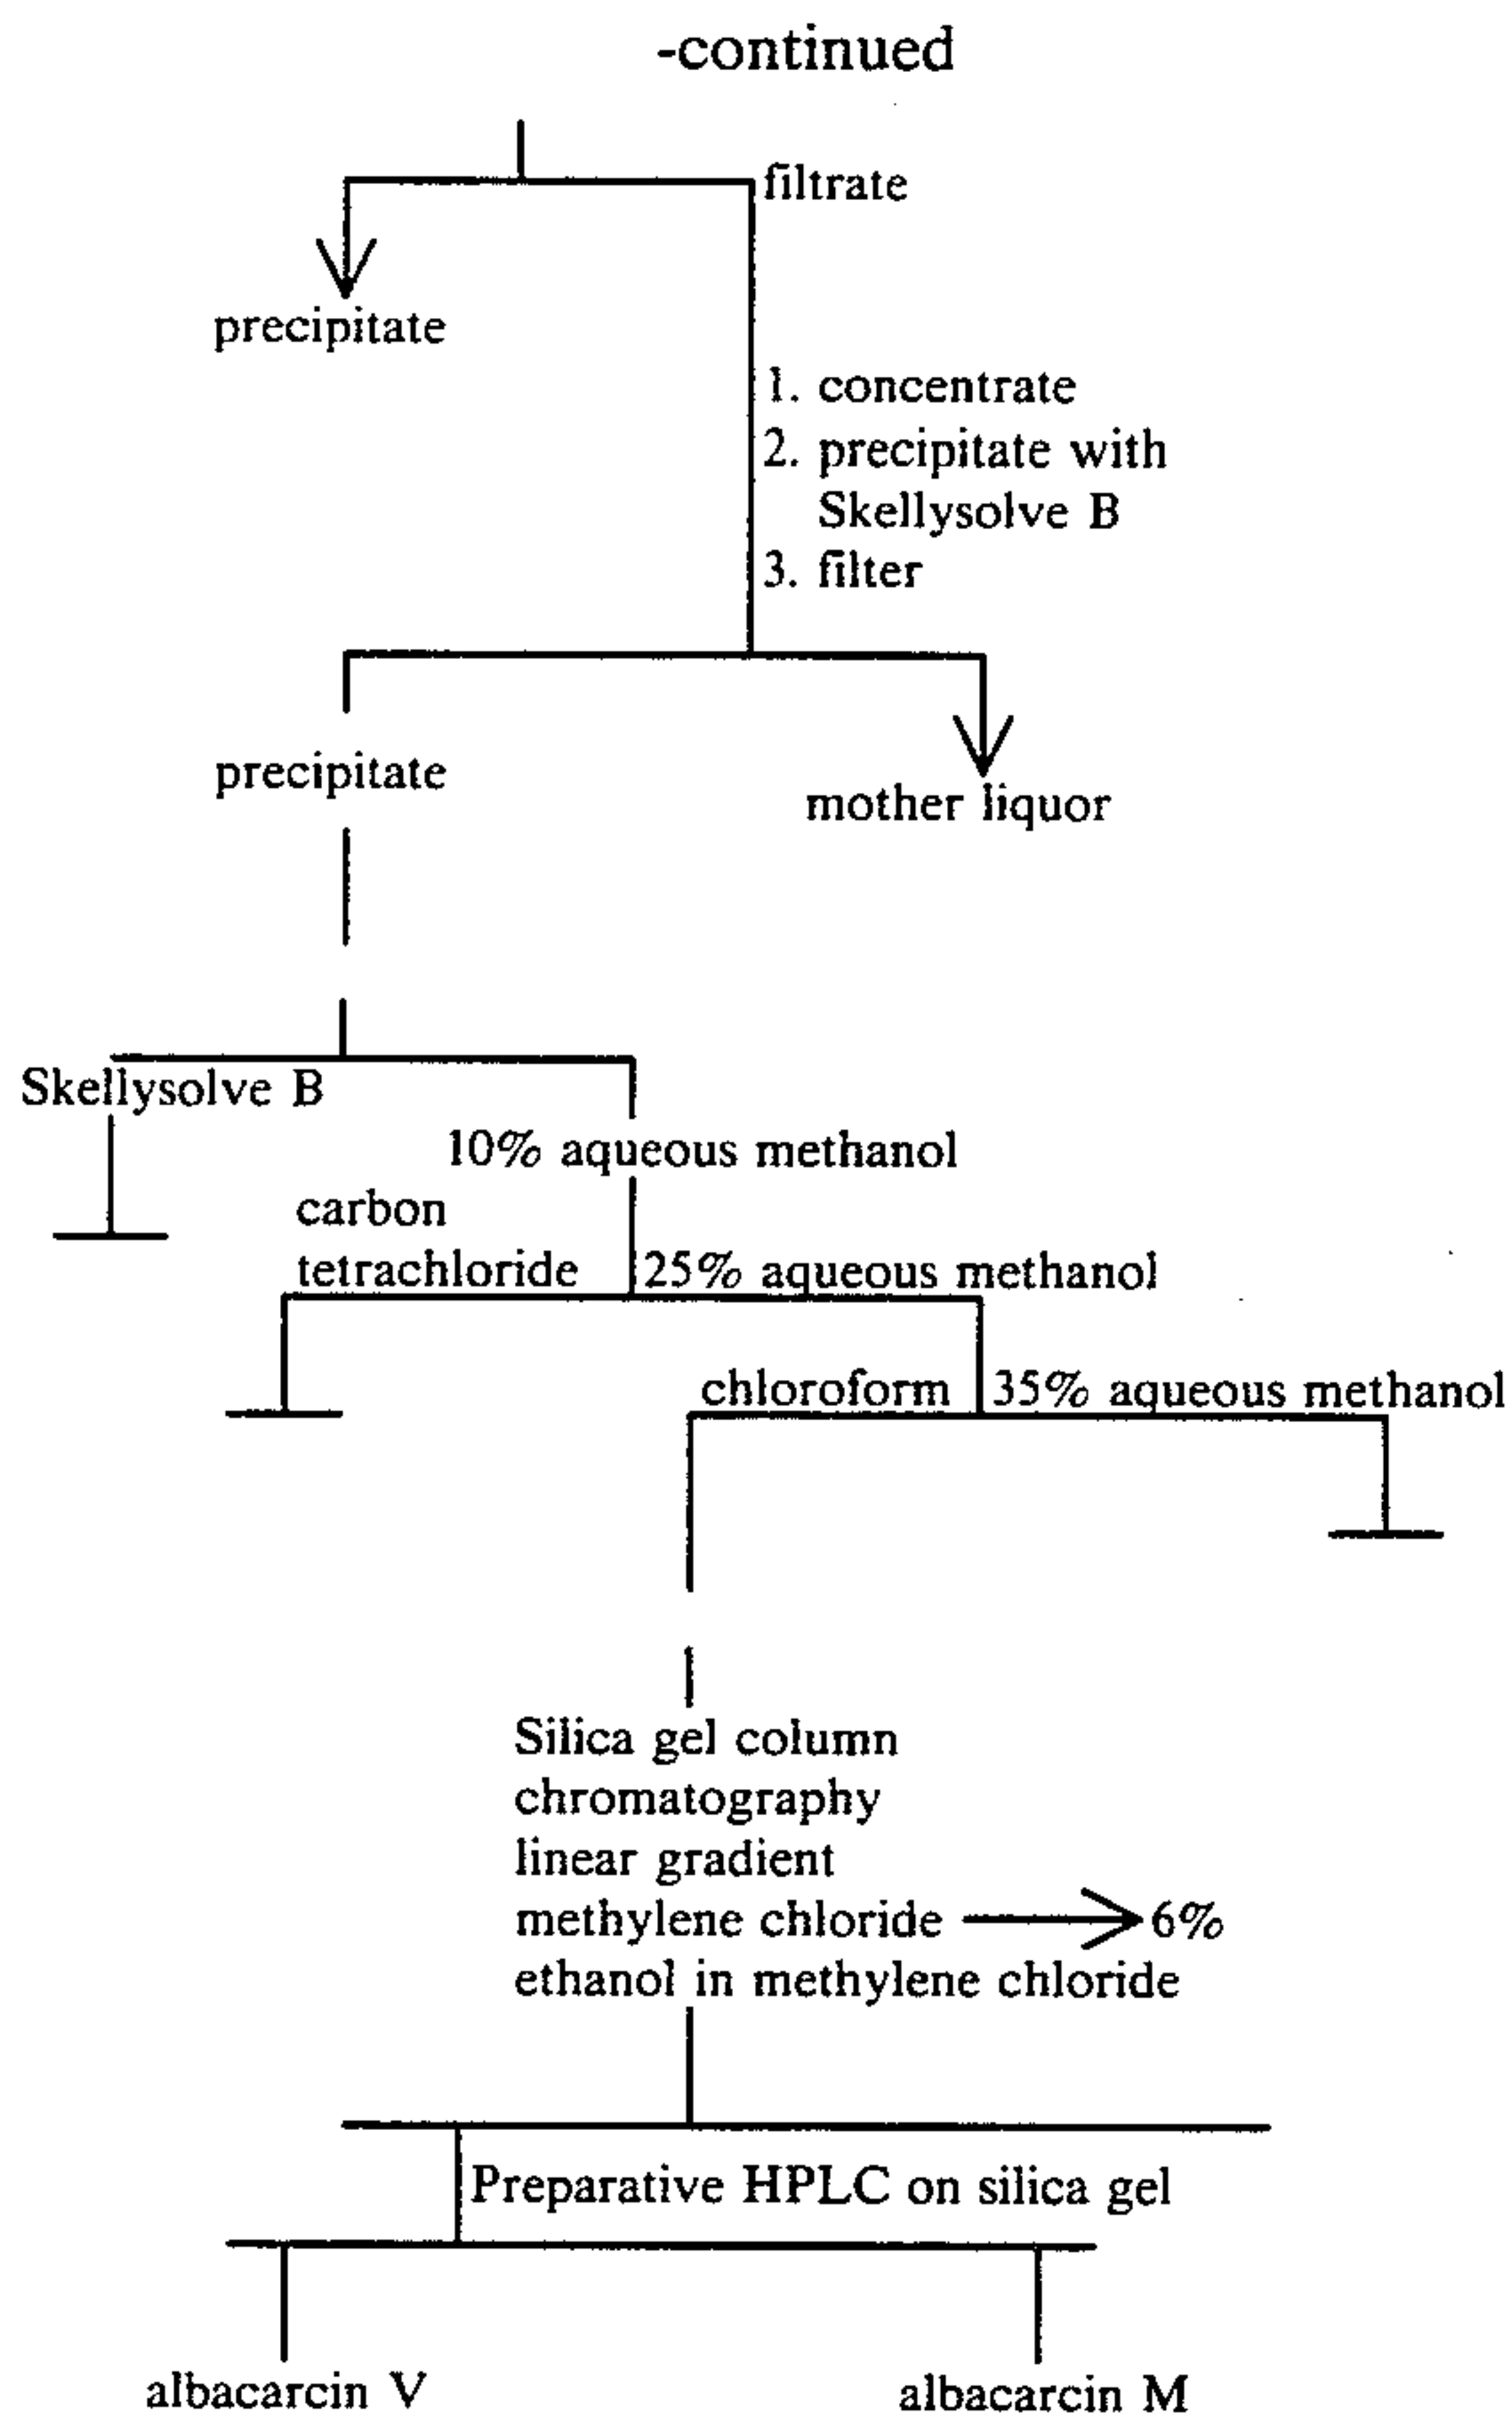 -continued
filtrate
precipitate
1. concentrate
2. precipitate with
Skellysolve B
3. filter
precipitate
mother liquor
Skellysolve B
10% aqueous methanol
carbon
tetrachloride
25% aqueous methanol
chloroform
35% aqueous methanol
Silica gel column
chromatography
linear gradient
methylene chloride → 6%
ethanol in methylene chloride
Preparative HPLC on silica gel
albacarcin V
albacarcin M